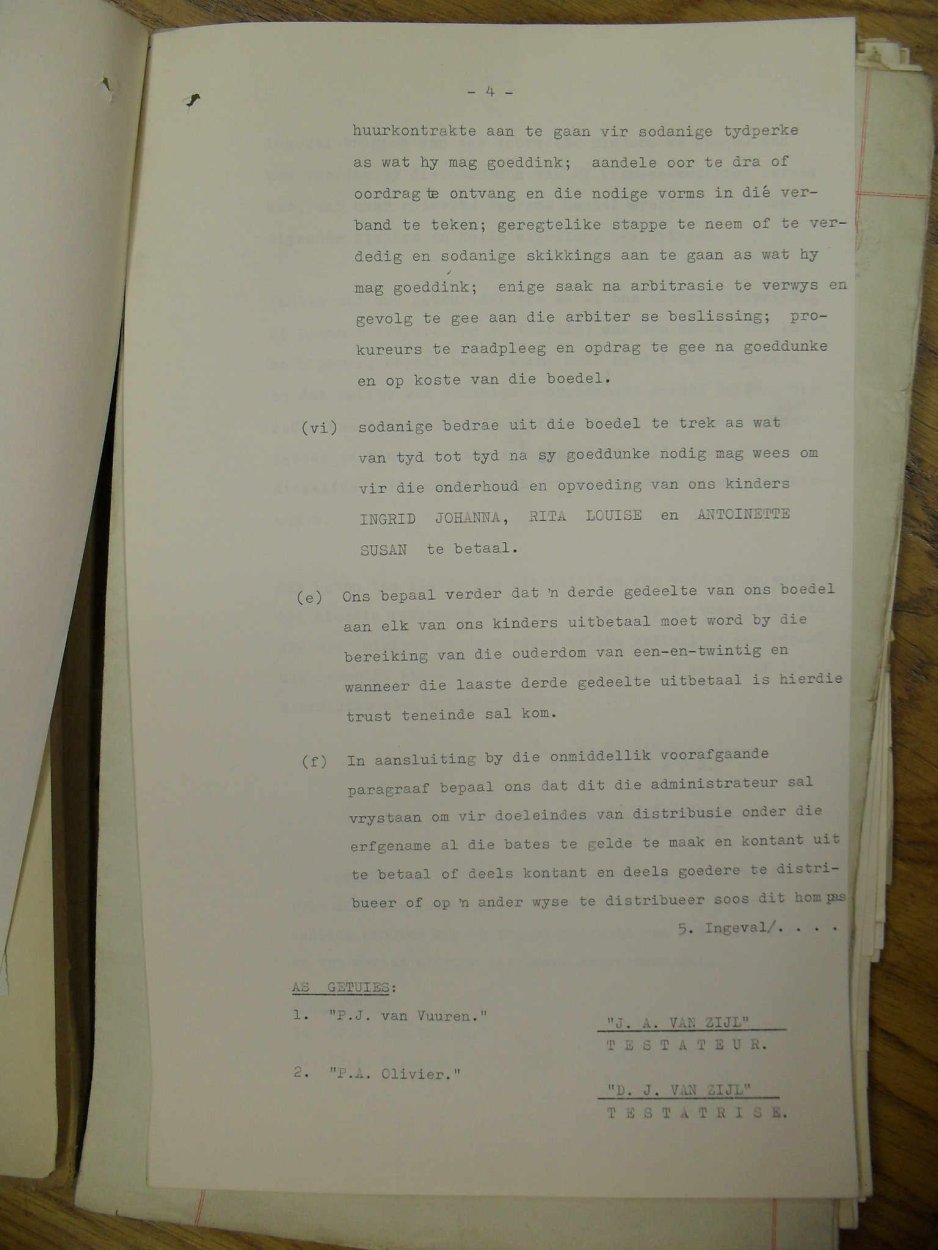 - 4 -
huurkontrakte aan te gaan vir sodanige tydperke
as wat hy mag goeddink; aandele oor te dra of
oordrag te ontvang en die nodige vorms in dié ver-
band te teken; geregtelike stappe te neem of te ver-
dedig en sodanige skikkings aan te gaan as wat hy
mag goeddink; enige saak na arbitrasie te verwys en
gevolg te gee aan die arbiter se beslissing; pro-
kureurs te raadpleeg en opdrag te gee na goeddunke
en op koste van die boedel.
(vi) sodanige bedrae uit die boedel te trek as wat
van tyd tot tyd na sy goeddunke nodig mag wees om
vir die onderhoud en opvoeding van ons kinders
INGRID JOHANNA, RITA LOUISE en ANTOINETTE
SUSAN te betaal.
(e) Ons bepaal verder dat 'n derde gedeelte van ons boedel
aan elk van ons kinders uitbetaal moet word by die
bereiking van die ouderdom van een-en-twintig en
wanneer die laaste derde gedeelte uitbetaal is hierdie
trust teneinde sal kom.
(f) In aansluiting by die onmiddellik voorafgaande
paragraaf bepaal ons dat dit die administrateur sal
vrystaan om vir doeleindes van distribusie onder die
erfgename al die bates te gelde te maak en kontant uit
te betaal of deels kontant en deels goedere te distri-
bueer of op 'n ander wyse te distribueer soos dit hom pas
5. Ingeval/. . . .
AS GETUIES:
1. "P.J. van Vuuren."
"J. A. VAN ZIJL"
TESTATEUR.
2. "P.A. Olivier."
"D. J. VAN ZIJL"
TESTATRISE.